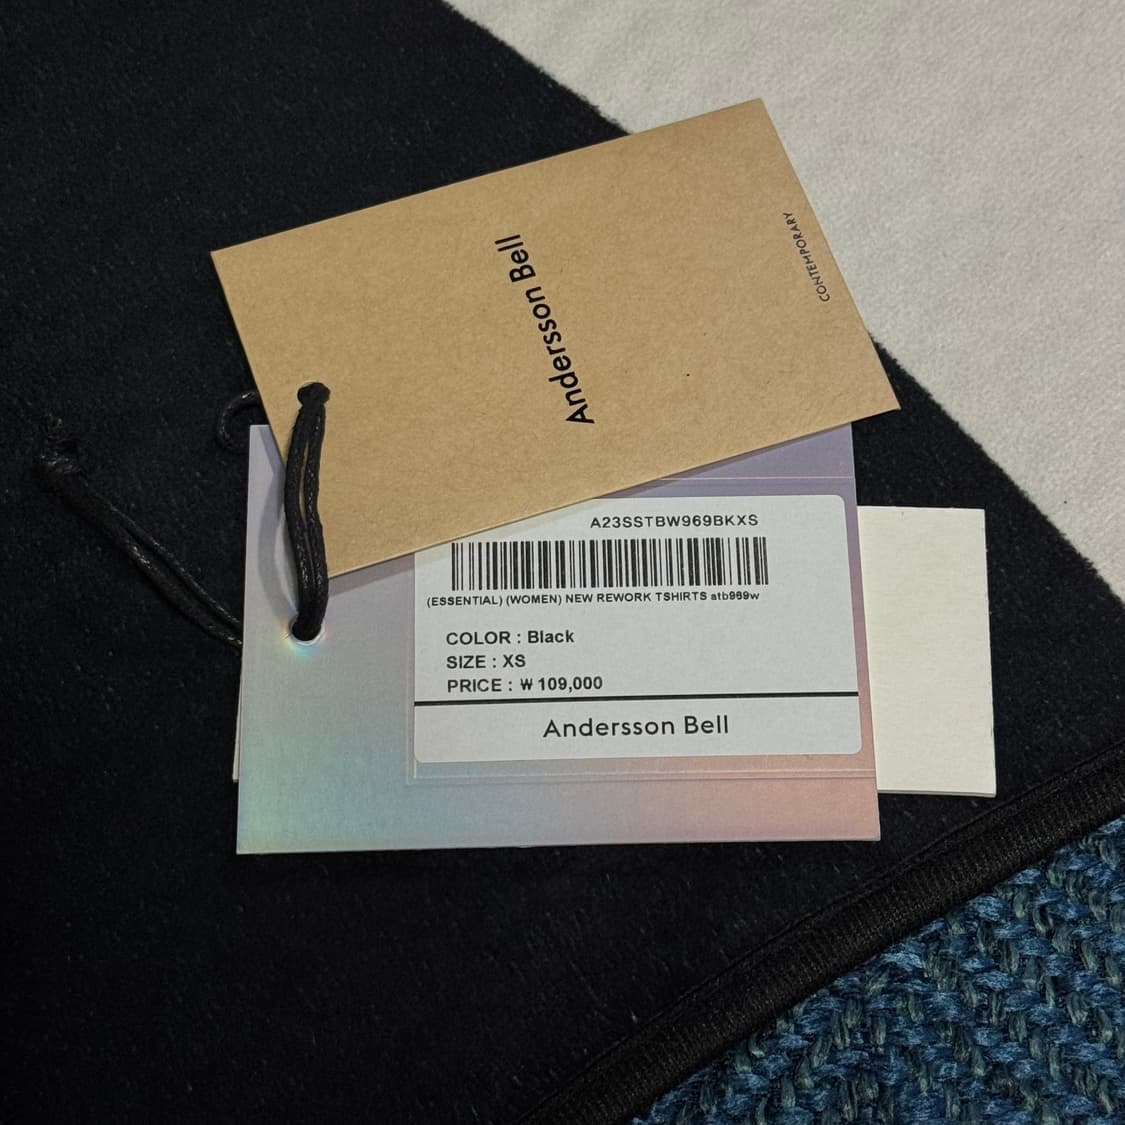 Andersson Bell
CONTEMPORARY
A23SSTBW969BKXS
(ESSENTIAL) (WOMEN) NEW REWORK TSHIRTS atb969w
COLOR : Black
SIZE : XS
PRICE : ₩ 109,000
Andersson Bell